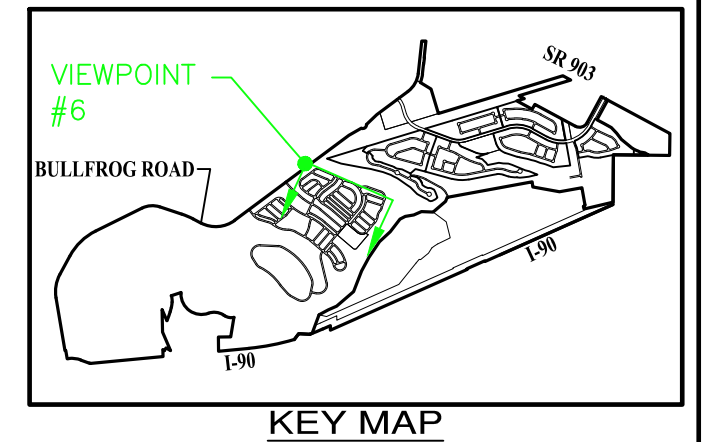 VIEWPOINT
#6
SR 903
BULLFROG ROAD
I-90
I-90
KEY MAP